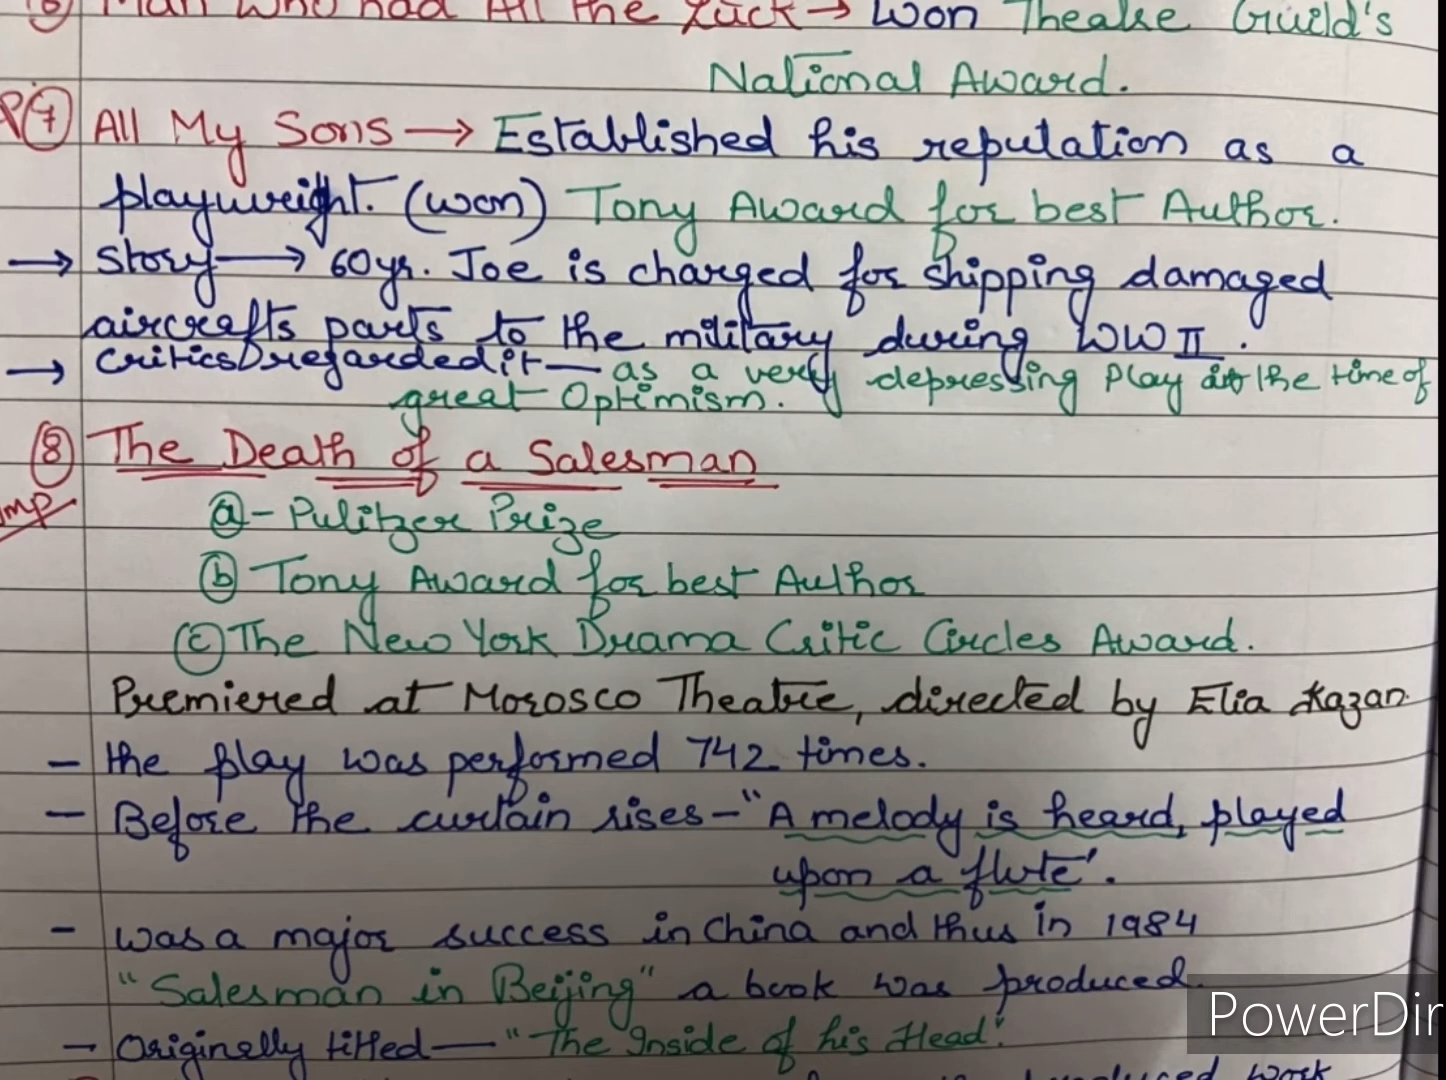 6 Man who had All the Luck → Won Theatre Guild's
National Award.
7 All My Sons → Established his reputation as a
playwreight. (won) Tony Award for best Author.
→ Story → 60yr. Joe is charged for shipping damaged
aircrafts parts to the military during WW II.
→ Critics regarded it — as a very depressing Play at the time of
great Optimism.
8 The Death of a Salesman
Imp
a - Pulitzer Prize
b Tony Award for best Author
c The New York Drama Critic Circles Award.
Premiered at Morosco Theatre, directed by Elia Kazan.
- the play was performed 742 times.
- Before the curtain rises - "A melody is heard, played
upon a flute'.
- was a major success in China and thus in 1984
"Salesman in Beijing" a book was produced.
- Originally titled — "The Inside of his Head".
work
PowerDir